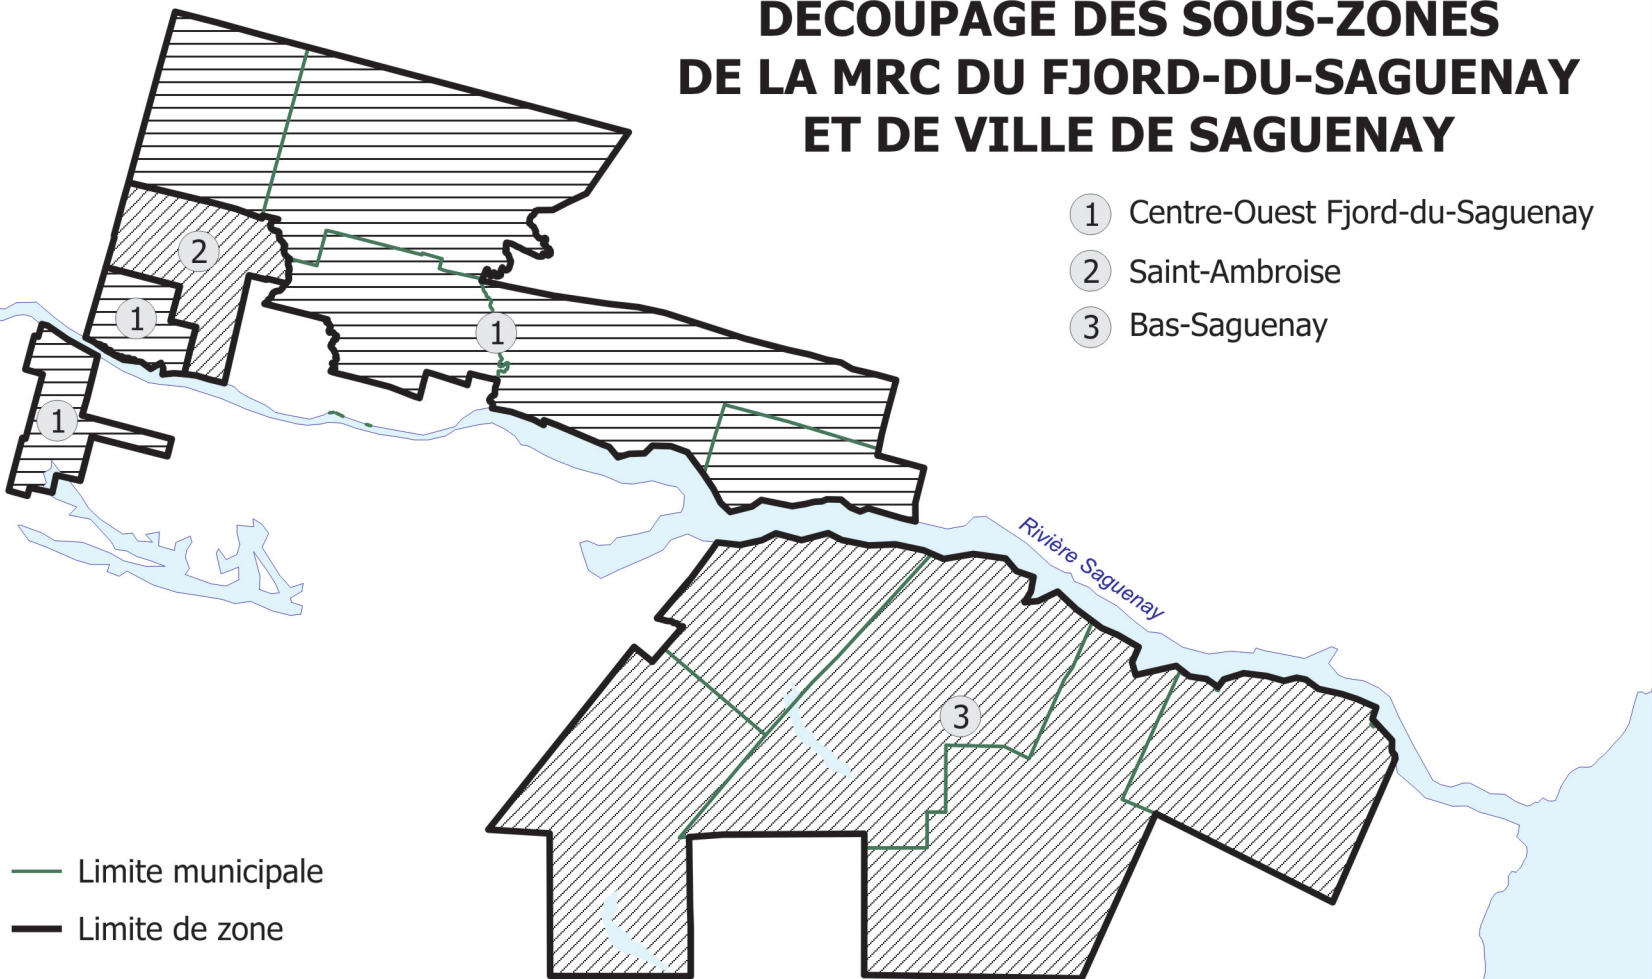 DÉCOUPAGE DES SOUS-ZONES
DE LA MRC DU FJORD-DU-SAGUENAY
ET DE VILLE DE SAGUENAY
1 Centre-Ouest Fjord-du-Saguenay
2 Saint-Ambroise
3 Bas-Saguenay
2
1
1
1
Rivière Saguenay
3
Limite municipale
Limite de zone